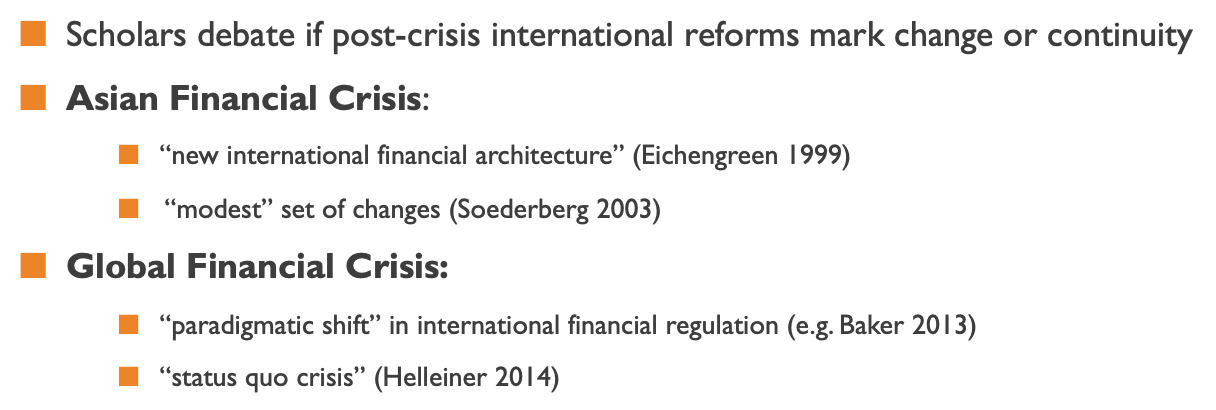 Scholars debate if post-crisis international reforms mark change or continuity
Asian Financial Crisis:
“new international financial architecture” (Eichengreen 1999)
“modest” set of changes (Soederberg 2003)
Global Financial Crisis:
“paradigmatic shift” in international financial regulation (e.g. Baker 2013)
“status quo crisis” (Helleiner 2014)